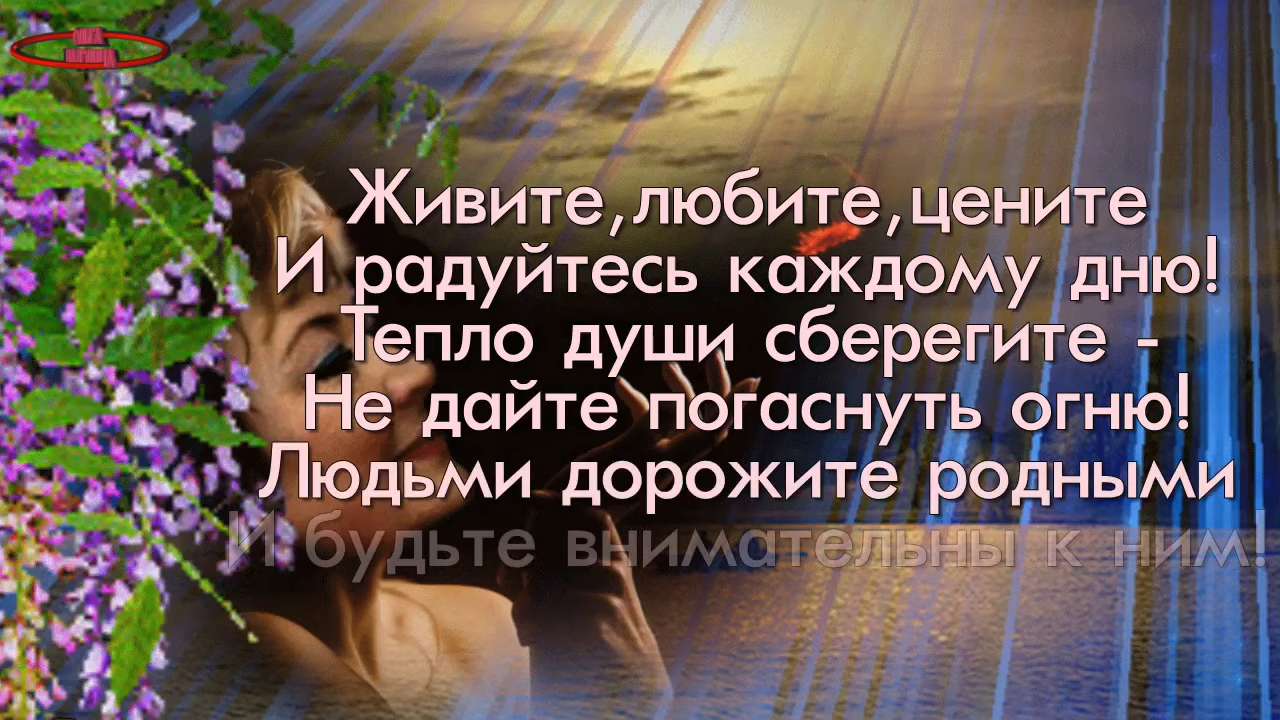 Живите,любите,цените
И радуйтесь каждому дню!
Тепло души сберегите -
Не дайте погаснуть огню!
Людьми дорожите родными
И будьте внимательны к ним!